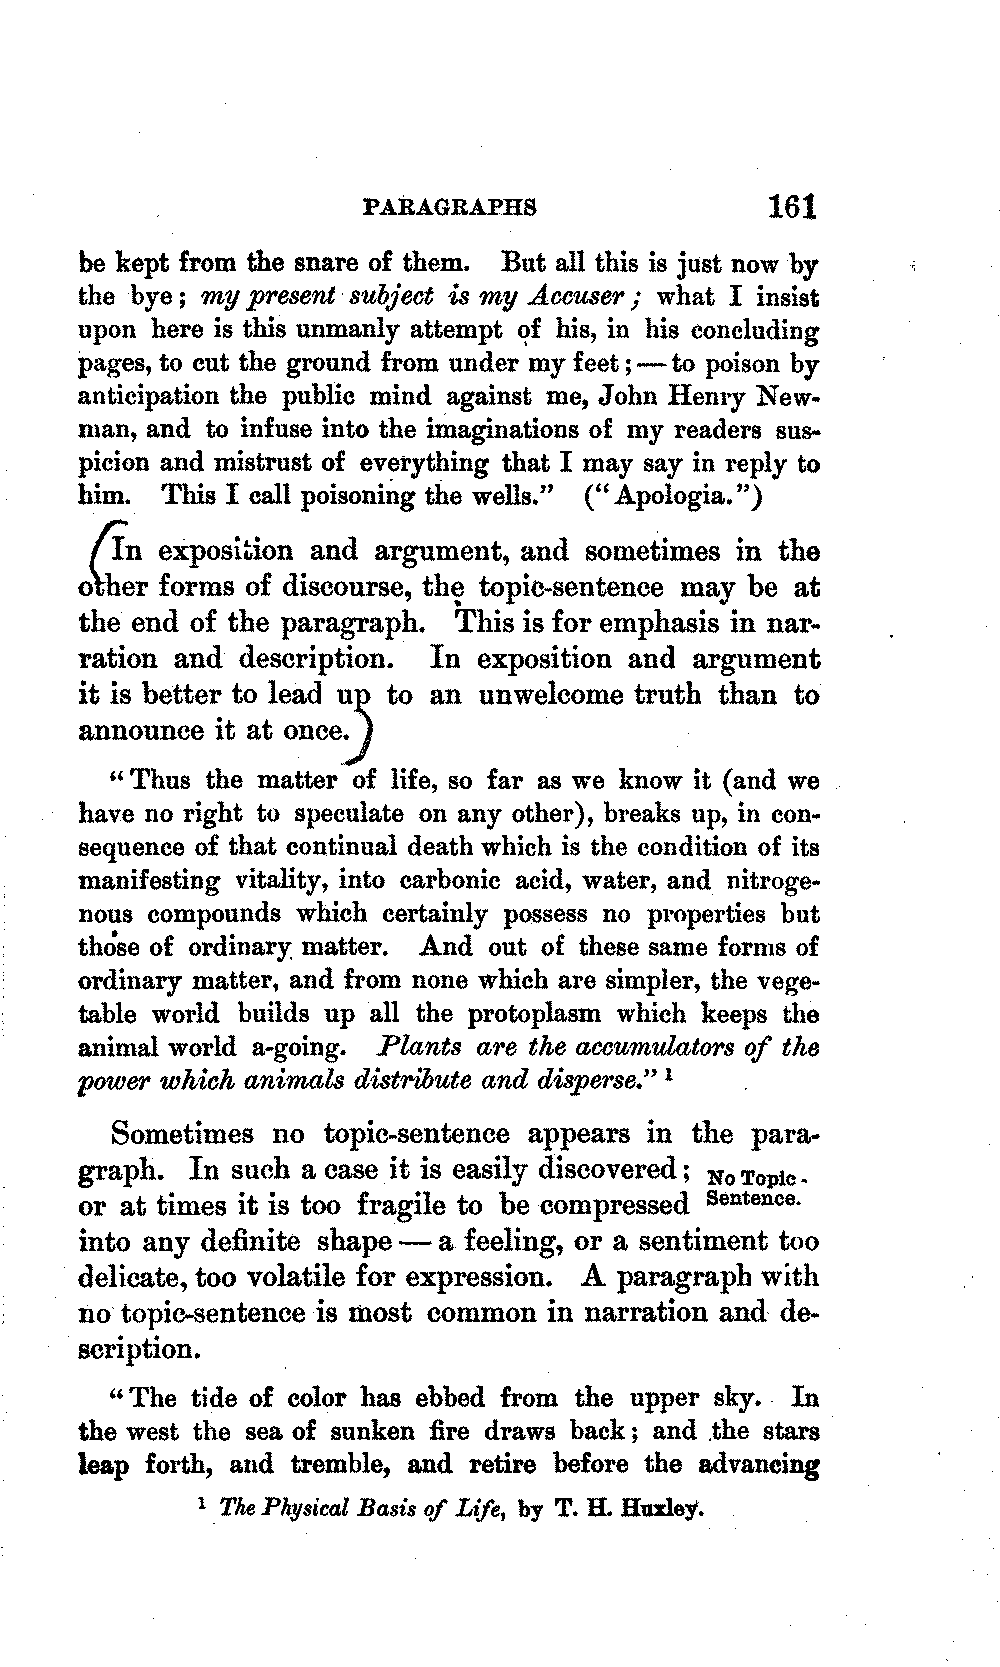 PARAGRAPHS 161
be kept from the snare of them. But all this is just now by
the bye; my present subject is my Accuser; what I insist
upon here is this unmanly attempt of his, in his concluding
pages, to cut the ground from under my feet;—to poison by
anticipation the public mind against me, John Henry New-
man, and to infuse into the imaginations of my readers sus-
picion and mistrust of everything that I may say in reply to
him. This I call poisoning the wells.” (“Apologia.”)
(In exposition and argument, and sometimes in the
other forms of discourse, the topic-sentence may be at
the end of the paragraph. This is for emphasis in nar-
ration and description. In exposition and argument
it is better to lead up to an unwelcome truth than to
announce it at once.)
“Thus the matter of life, so far as we know it (and we
have no right to speculate on any other), breaks up, in con-
sequence of that continual death which is the condition of its
manifesting vitality, into carbonic acid, water, and nitroge-
nous compounds which certainly possess no properties but
those of ordinary matter. And out of these same forms of
ordinary matter, and from none which are simpler, the vege-
table world builds up all the protoplasm which keeps the
animal world a-going. Plants are the accumulators of the
power which animals distribute and disperse.” 1
Sometimes no topic-sentence appears in the para-
graph. In such a case it is easily discovered;
or at times it is too fragile to be compressed
No Topic-
Sentence.
into any definite shape — a feeling, or a sentiment too
delicate, too volatile for expression. A paragraph with
no topic-sentence is most common in narration and de-
scription.
“The tide of color has ebbed from the upper sky. In
the west the sea of sunken fire draws back; and the stars
leap forth, and tremble, and retire before the advancing
1 The Physical Basis of Life, by T. H. Huxley.